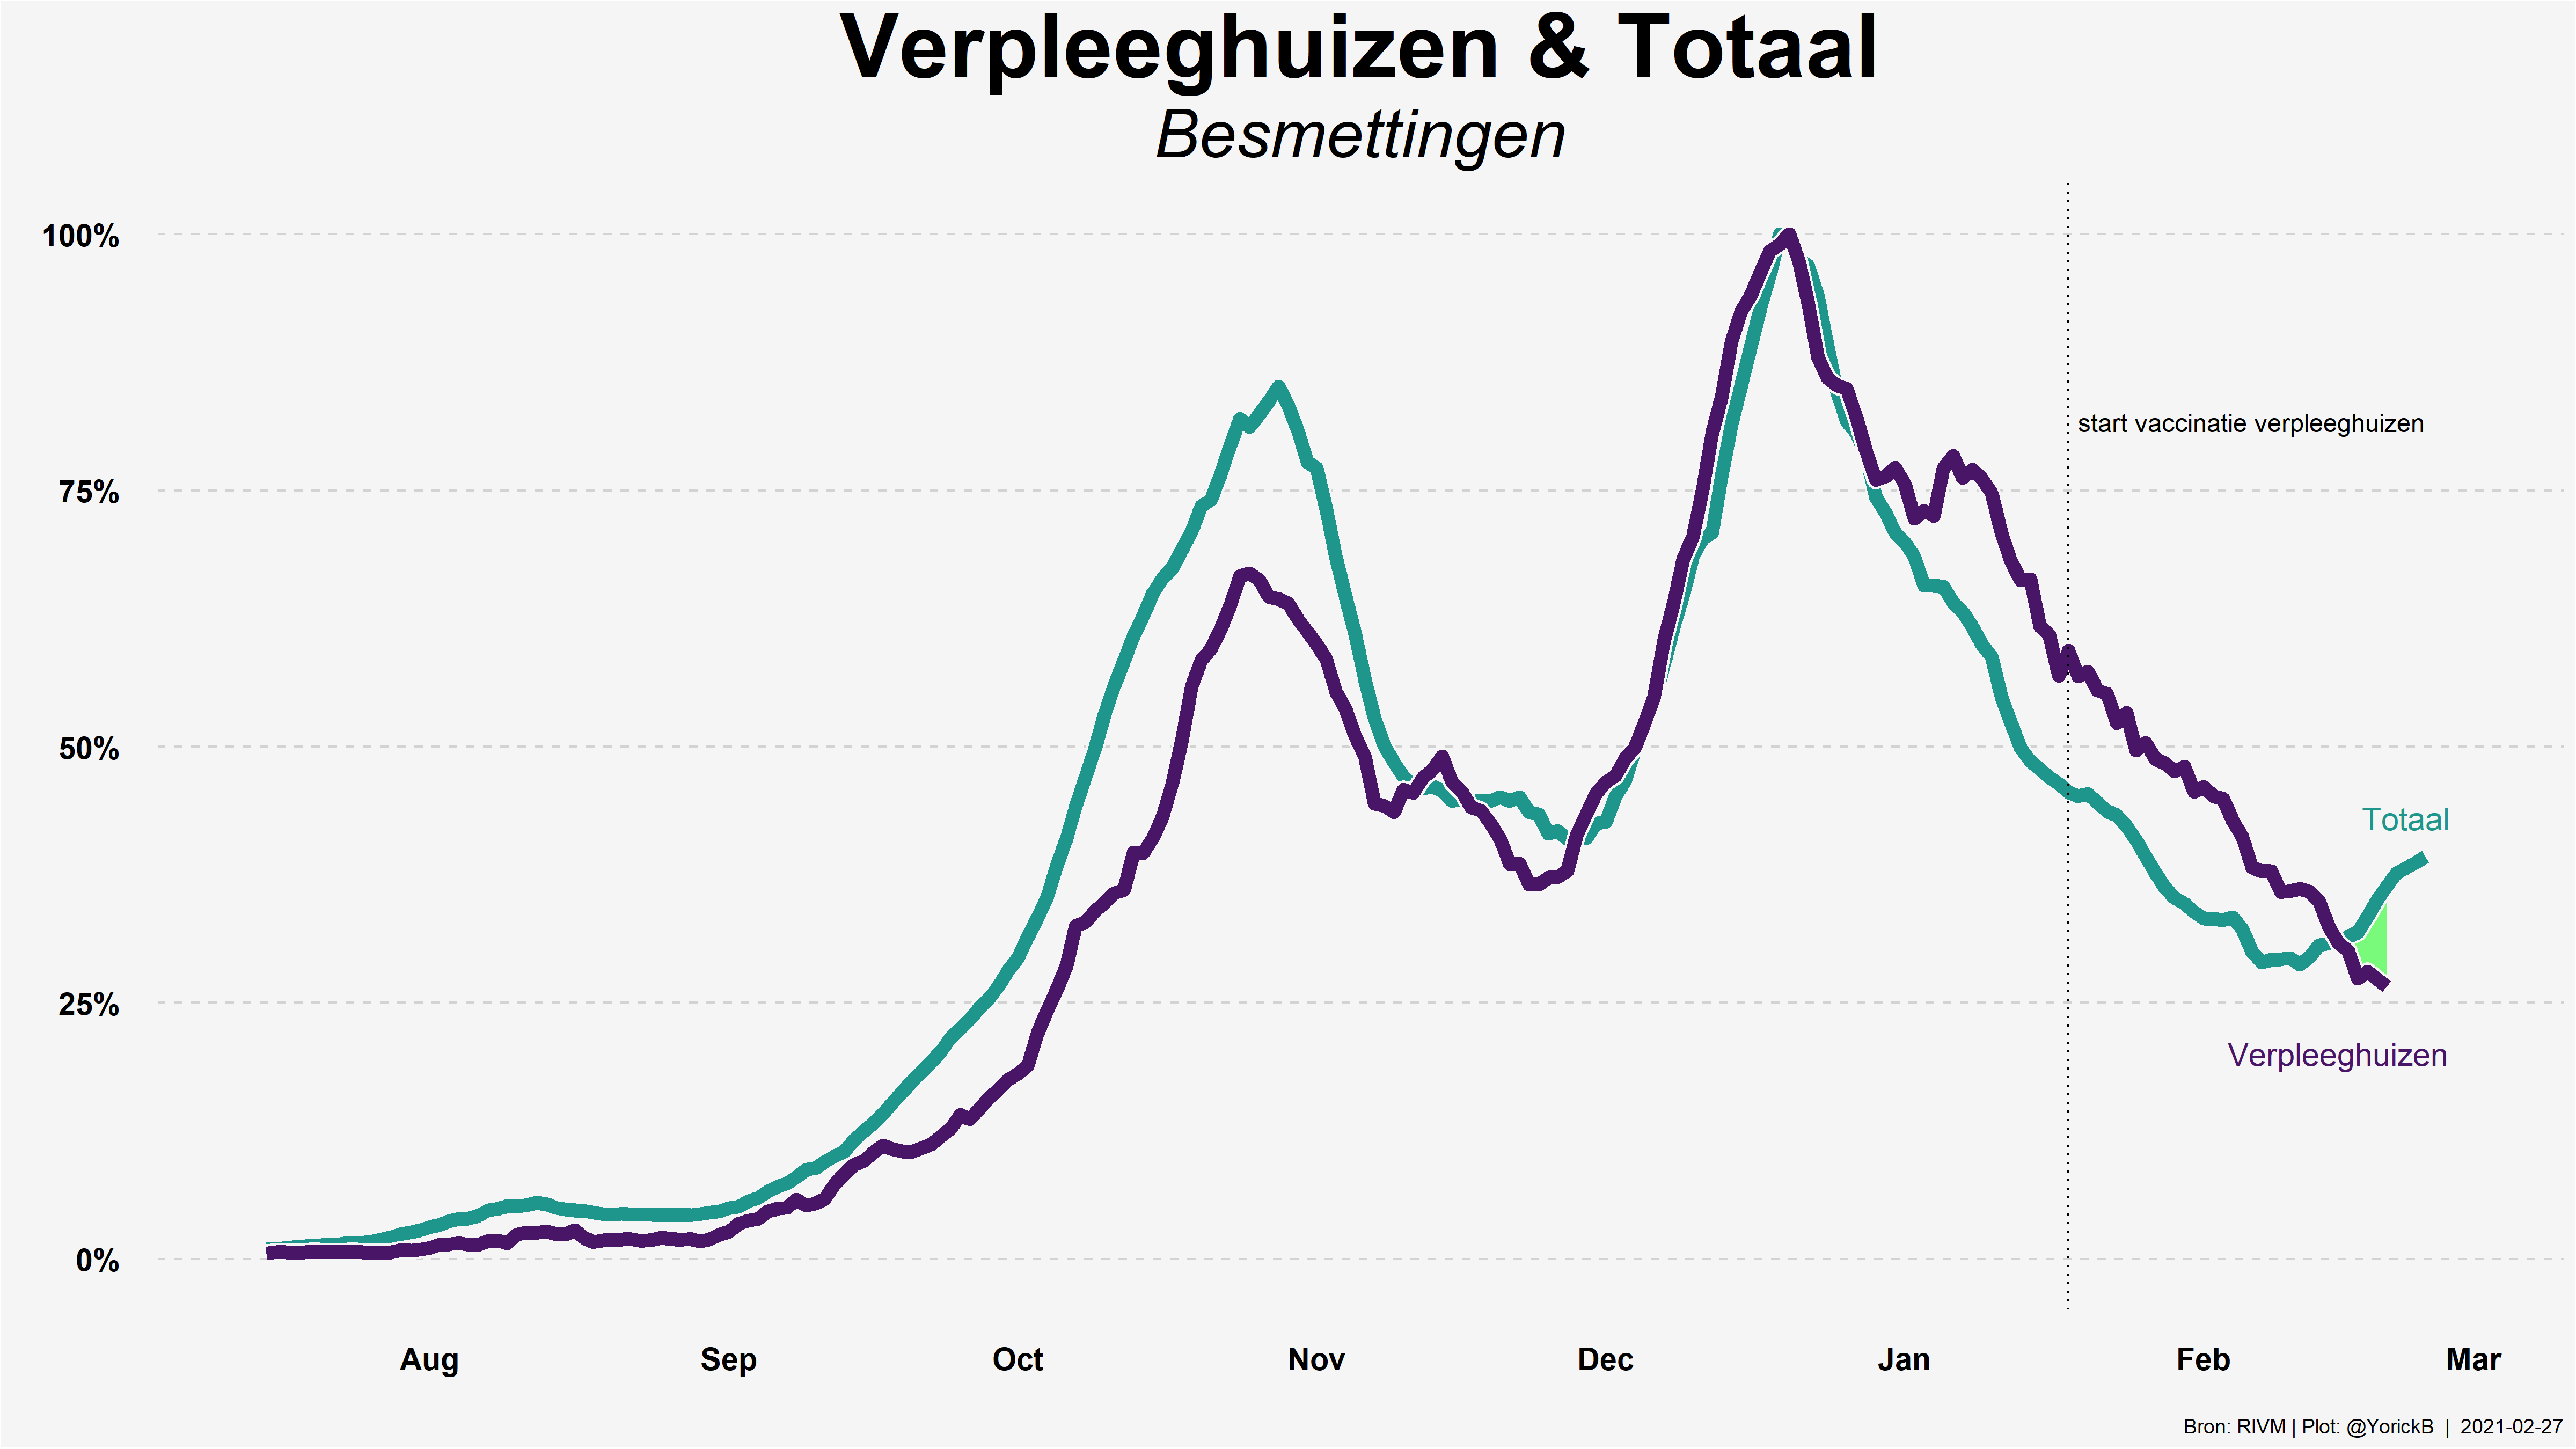 Verpleeghuizen & Totaal
Besmettingen
100%
75%
50%
25%
0%
start vaccinatie verpleeghuizen
Totaal
Verpleeghuizen
Aug Sep Oct Nov Dec Jan Feb Mar
Bron: RIVM | Plot: @YorickB | 2021-02-27